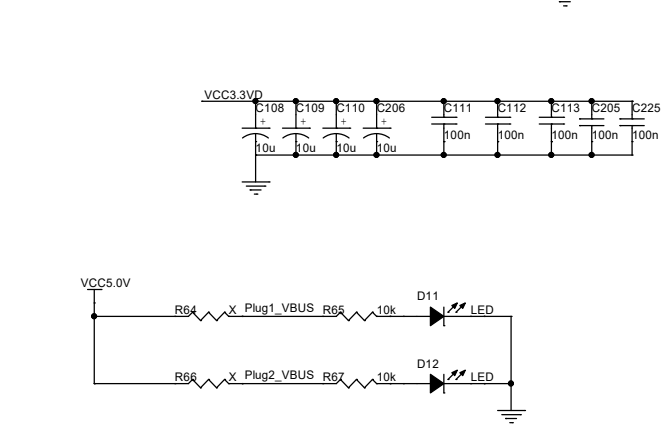 VCC3.3VD
C108 C109 C110 C206 C111 C112 C113 C205 C225
+ + + +
10u 10u 10u 10u 100n 100n 100n 100n 100n
VCC5.0V
D11
R64 X Plug1_VBUS R65 10k LED
D12
R66 X Plug2_VBUS R67 10k LED